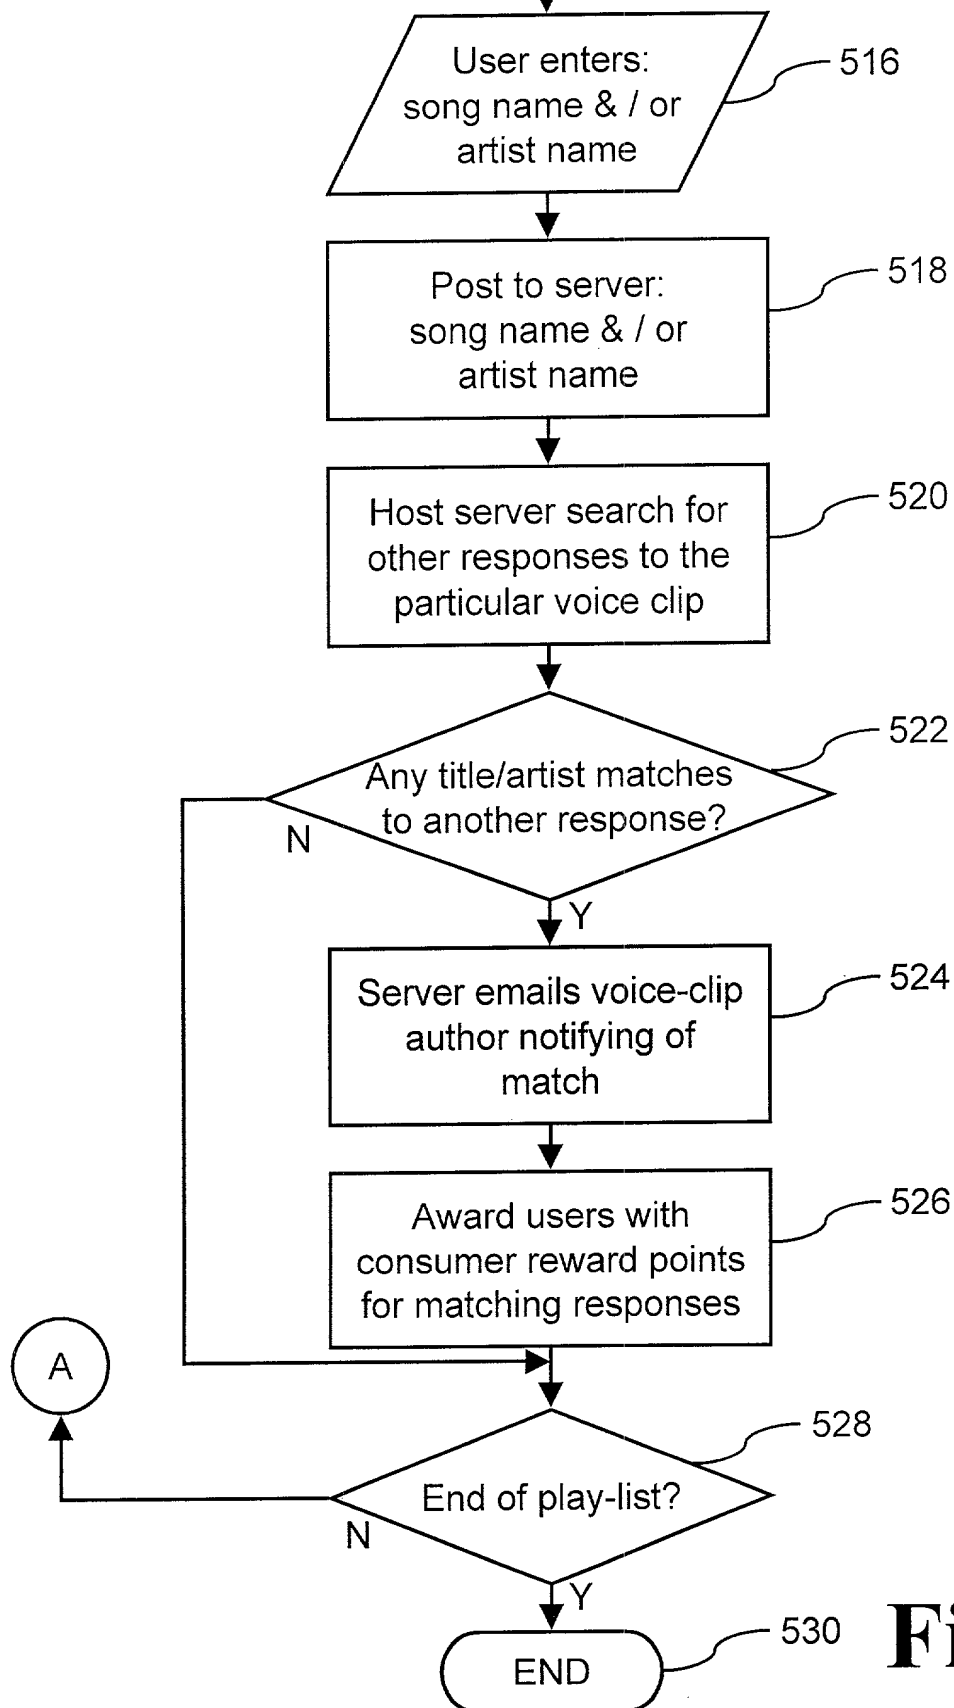 User enters:
song name & / or
artist name
516
Post to server:
song name & / or
artist name
518
Host server search for
other responses to the
particular voice clip
520
Any title/artist matches
to another response?
522
N
Y
Server emails voice-clip
author notifying of
match
524
Award users with
consumer reward points
for matching responses
526
A
End of play-list?
528
N
Y
END
530
Fi